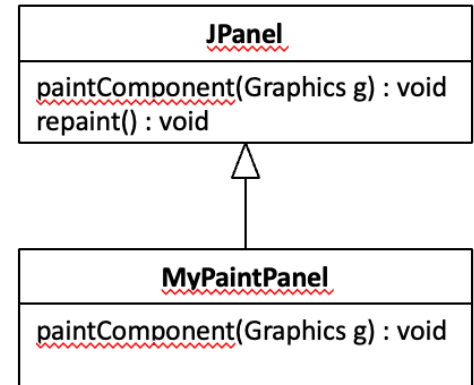 JPanel
paintComponent(Graphics g) : void
repaint() : void
MyPaintPanel
paintComponent(Graphics g) : void